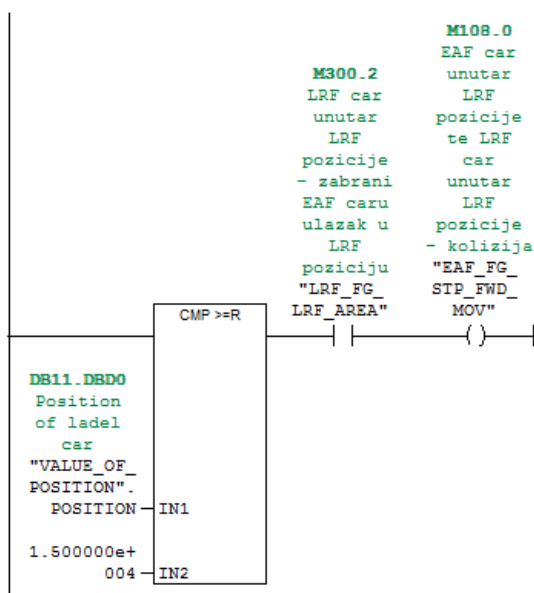 M108.0
EAF car
unutar
LRF
pozicije
te LRF
car
unutar
LRF
pozicije
- kolizija
"EAF_FG_
STP_FWD_
MOV"
M300.2
LRF car
unutar
LRF
pozicije
- zabrani
EAF caru
ulazak u
LRF
poziciju
"LRF_FG_
LRF_AREA"
CMP >=R
DB11.DBD0
Position
of ladel
car
"VALUE_OF_
POSITION".
POSITION
IN1
1.500000e+
004
IN2